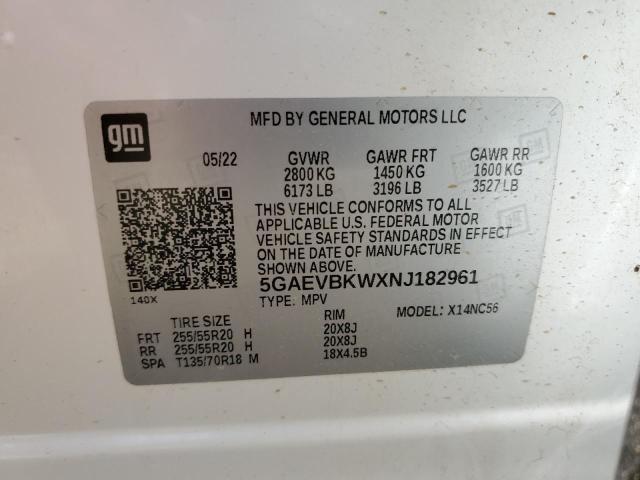 gm
MFD BY GENERAL MOTORS LLC
05/22 GVWR GAWR FRT GAWR RR
2800 KG 1450 KG 1600 KG
6173 LB 3196 LB 3527 LB
THIS VEHICLE CONFORMS TO ALL
APPLICABLE U.S. FEDERAL MOTOR
VEHICLE SAFETY STANDARDS IN EFFECT
ON THE DATE OF MANUFACTURE
SHOWN ABOVE.
5GAEVBKWXNJ182961
140X
TYPE: MPV
MODEL: X14NC56
TIRE SIZE RIM
FRT 255/55R20 H 20X8J
RR 255/55R20 H 20X8J
SPA T135/70R18 M 18X4.5B